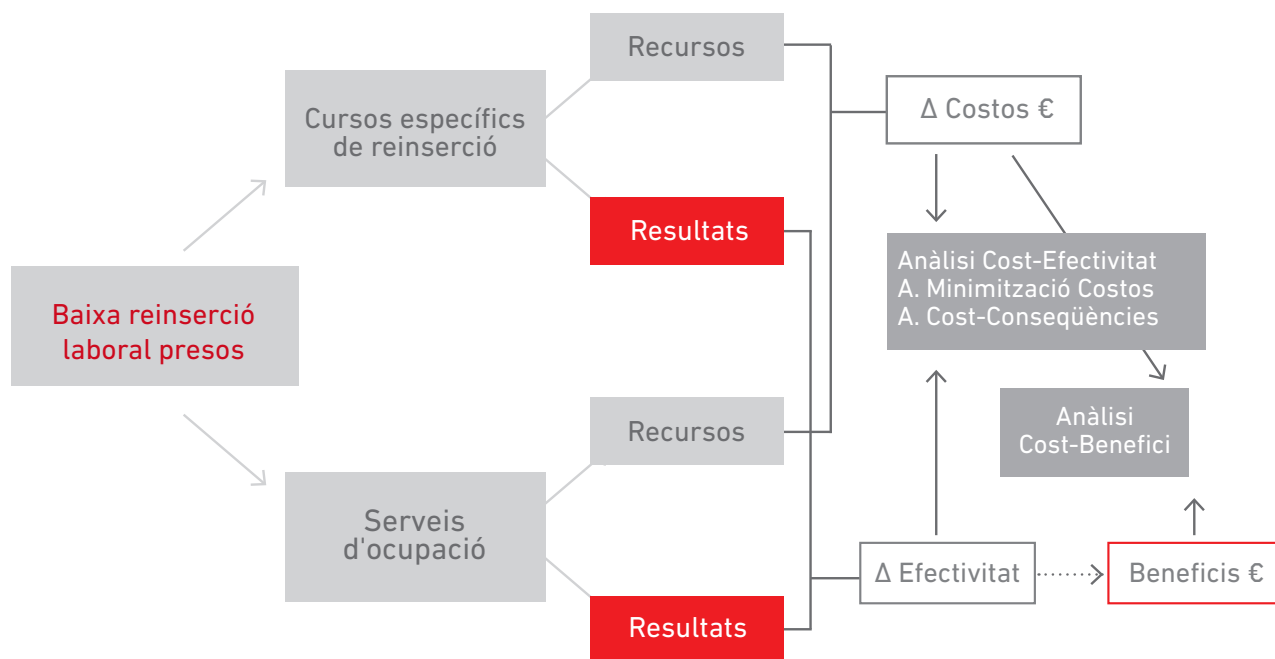 Baixa reinserció
laboral presos
Cursos específics
de reinserció
Serveis
d'ocupació
Recursos
Resultats
Recursos
Resultats
Δ Costos €
Anàlisi Cost-Efectivitat
A. Minimització Costos
A. Cost-Conseqüències
Anàlisi
Cost-Benefici
Δ Efectivitat
Beneficis €